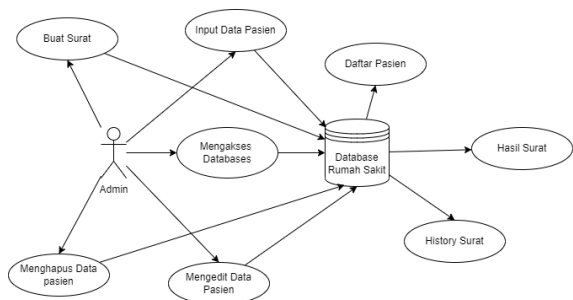 Buat Surat
Input Data Pasien
Daftar Pasien
Mengakses
Databases
Database
Rumah Sakit
Hasil Surat
Admin
History Surat
Menghapus Data
pasien
Mengedit Data
Pasien